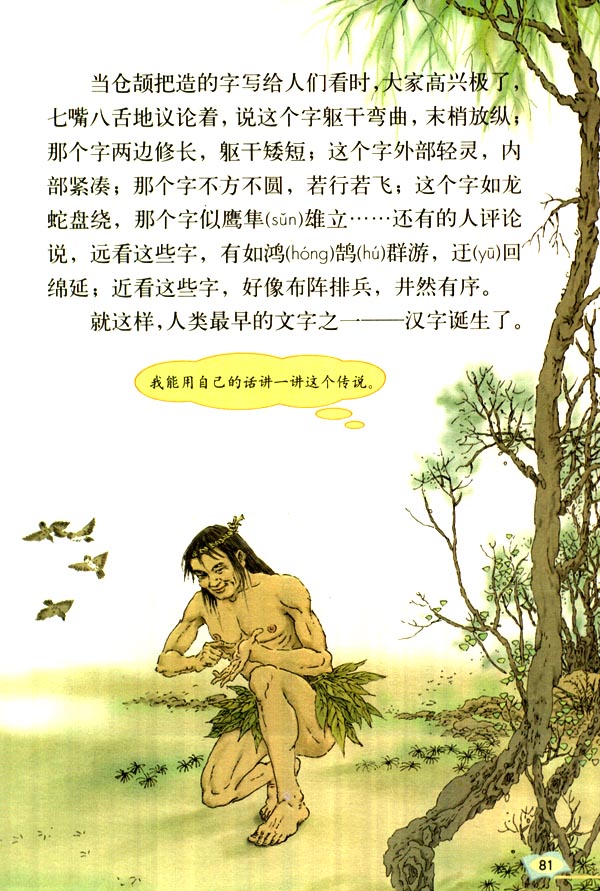 当仓颉把造的字写给人们看时，大家高兴极了，
七嘴八舌地议论着，说这个字躯干弯曲，末梢放纵；
那个字两边修长，躯干矮短；这个字外部轻灵，内
部紧凑；那个字不方不圆，若行若飞；这个字如龙
蛇盘绕，那个字似鹰隼(sǔn)雄立……还有的人评论
说，远看这些字，有如鸿(hóng)鹄(hú)群游，迂(yū)回
绵延；近看这些字，好像布阵排兵，井然有序。
就这样，人类最早的文字之一——汉字诞生了。
我能用自己的话讲一讲这个传说。
81